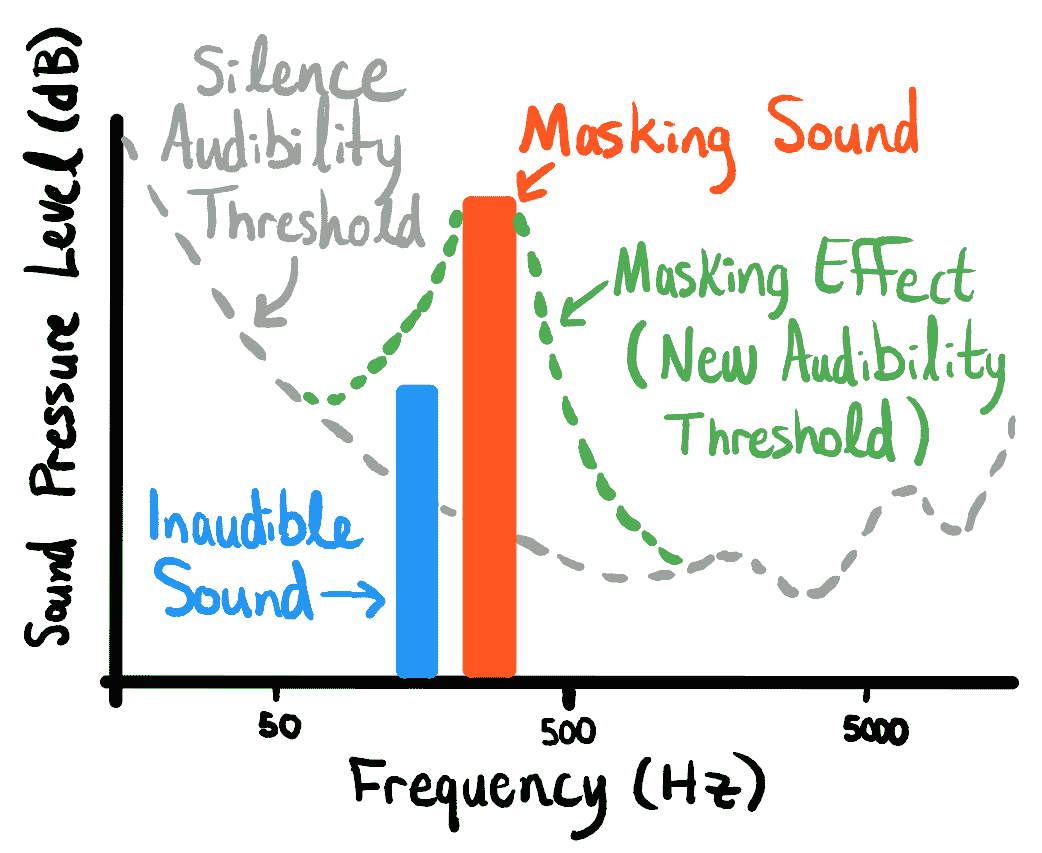 Silence
Audibility
Threshold
Masking Sound
Masking Effect
(New Audibility
Threshold)
Inaudible
Sound
Sound Pressure Level (dB)
50
500
5000
Frequency (Hz)